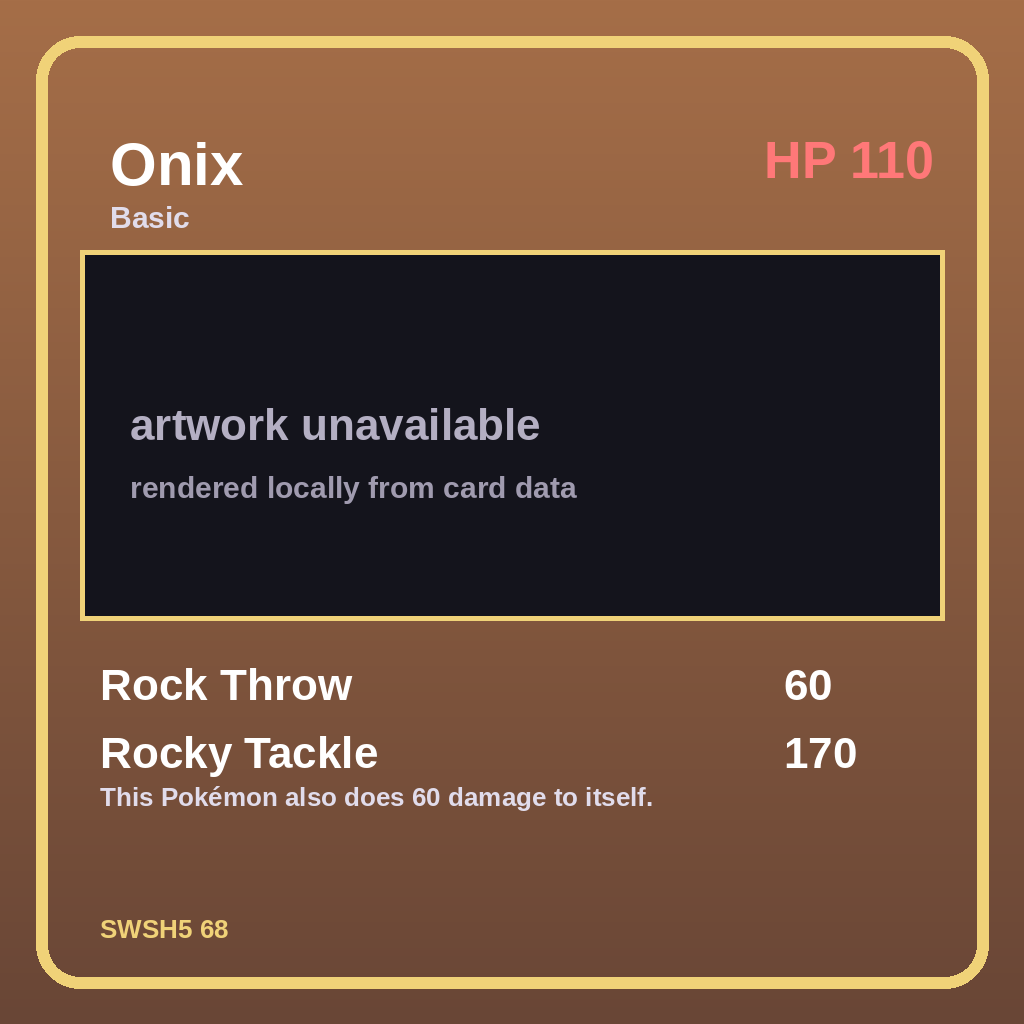 Onix
HP 110
Basic
artwork unavailable
rendered locally from card data
Rock Throw 60
Rocky Tackle 170
This Pokémon also does 60 damage to itself.
SWSH5 68